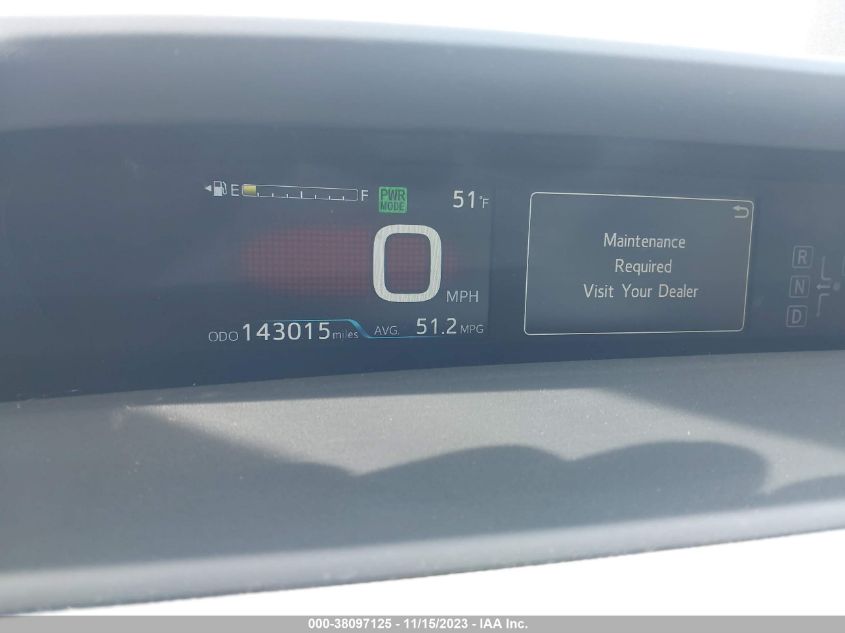 E F PWR MODE 51°F
0 MPH
ODO 143015 miles AVG. 51.2 MPG
Maintenance
Required
Visit Your Dealer
R
N
D
000-38097125 - 11/15/2023 - IAA Inc.